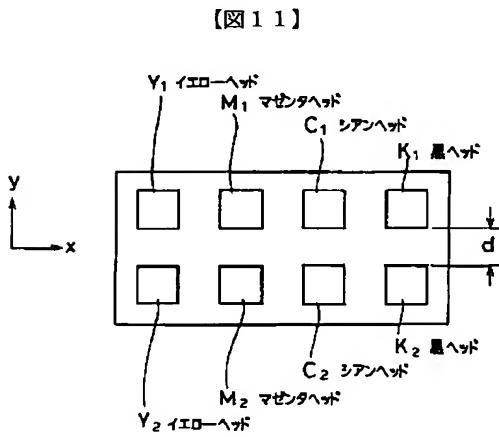 【図11】
Y1 イエローヘッド
M1 マゼンタヘッド
C1 シアンヘッド
K1 黒ヘッド
y
x
d
K2 黒ヘッド
C2 シアンヘッド
M2 マゼンタヘッド
Y2 イエローヘッド